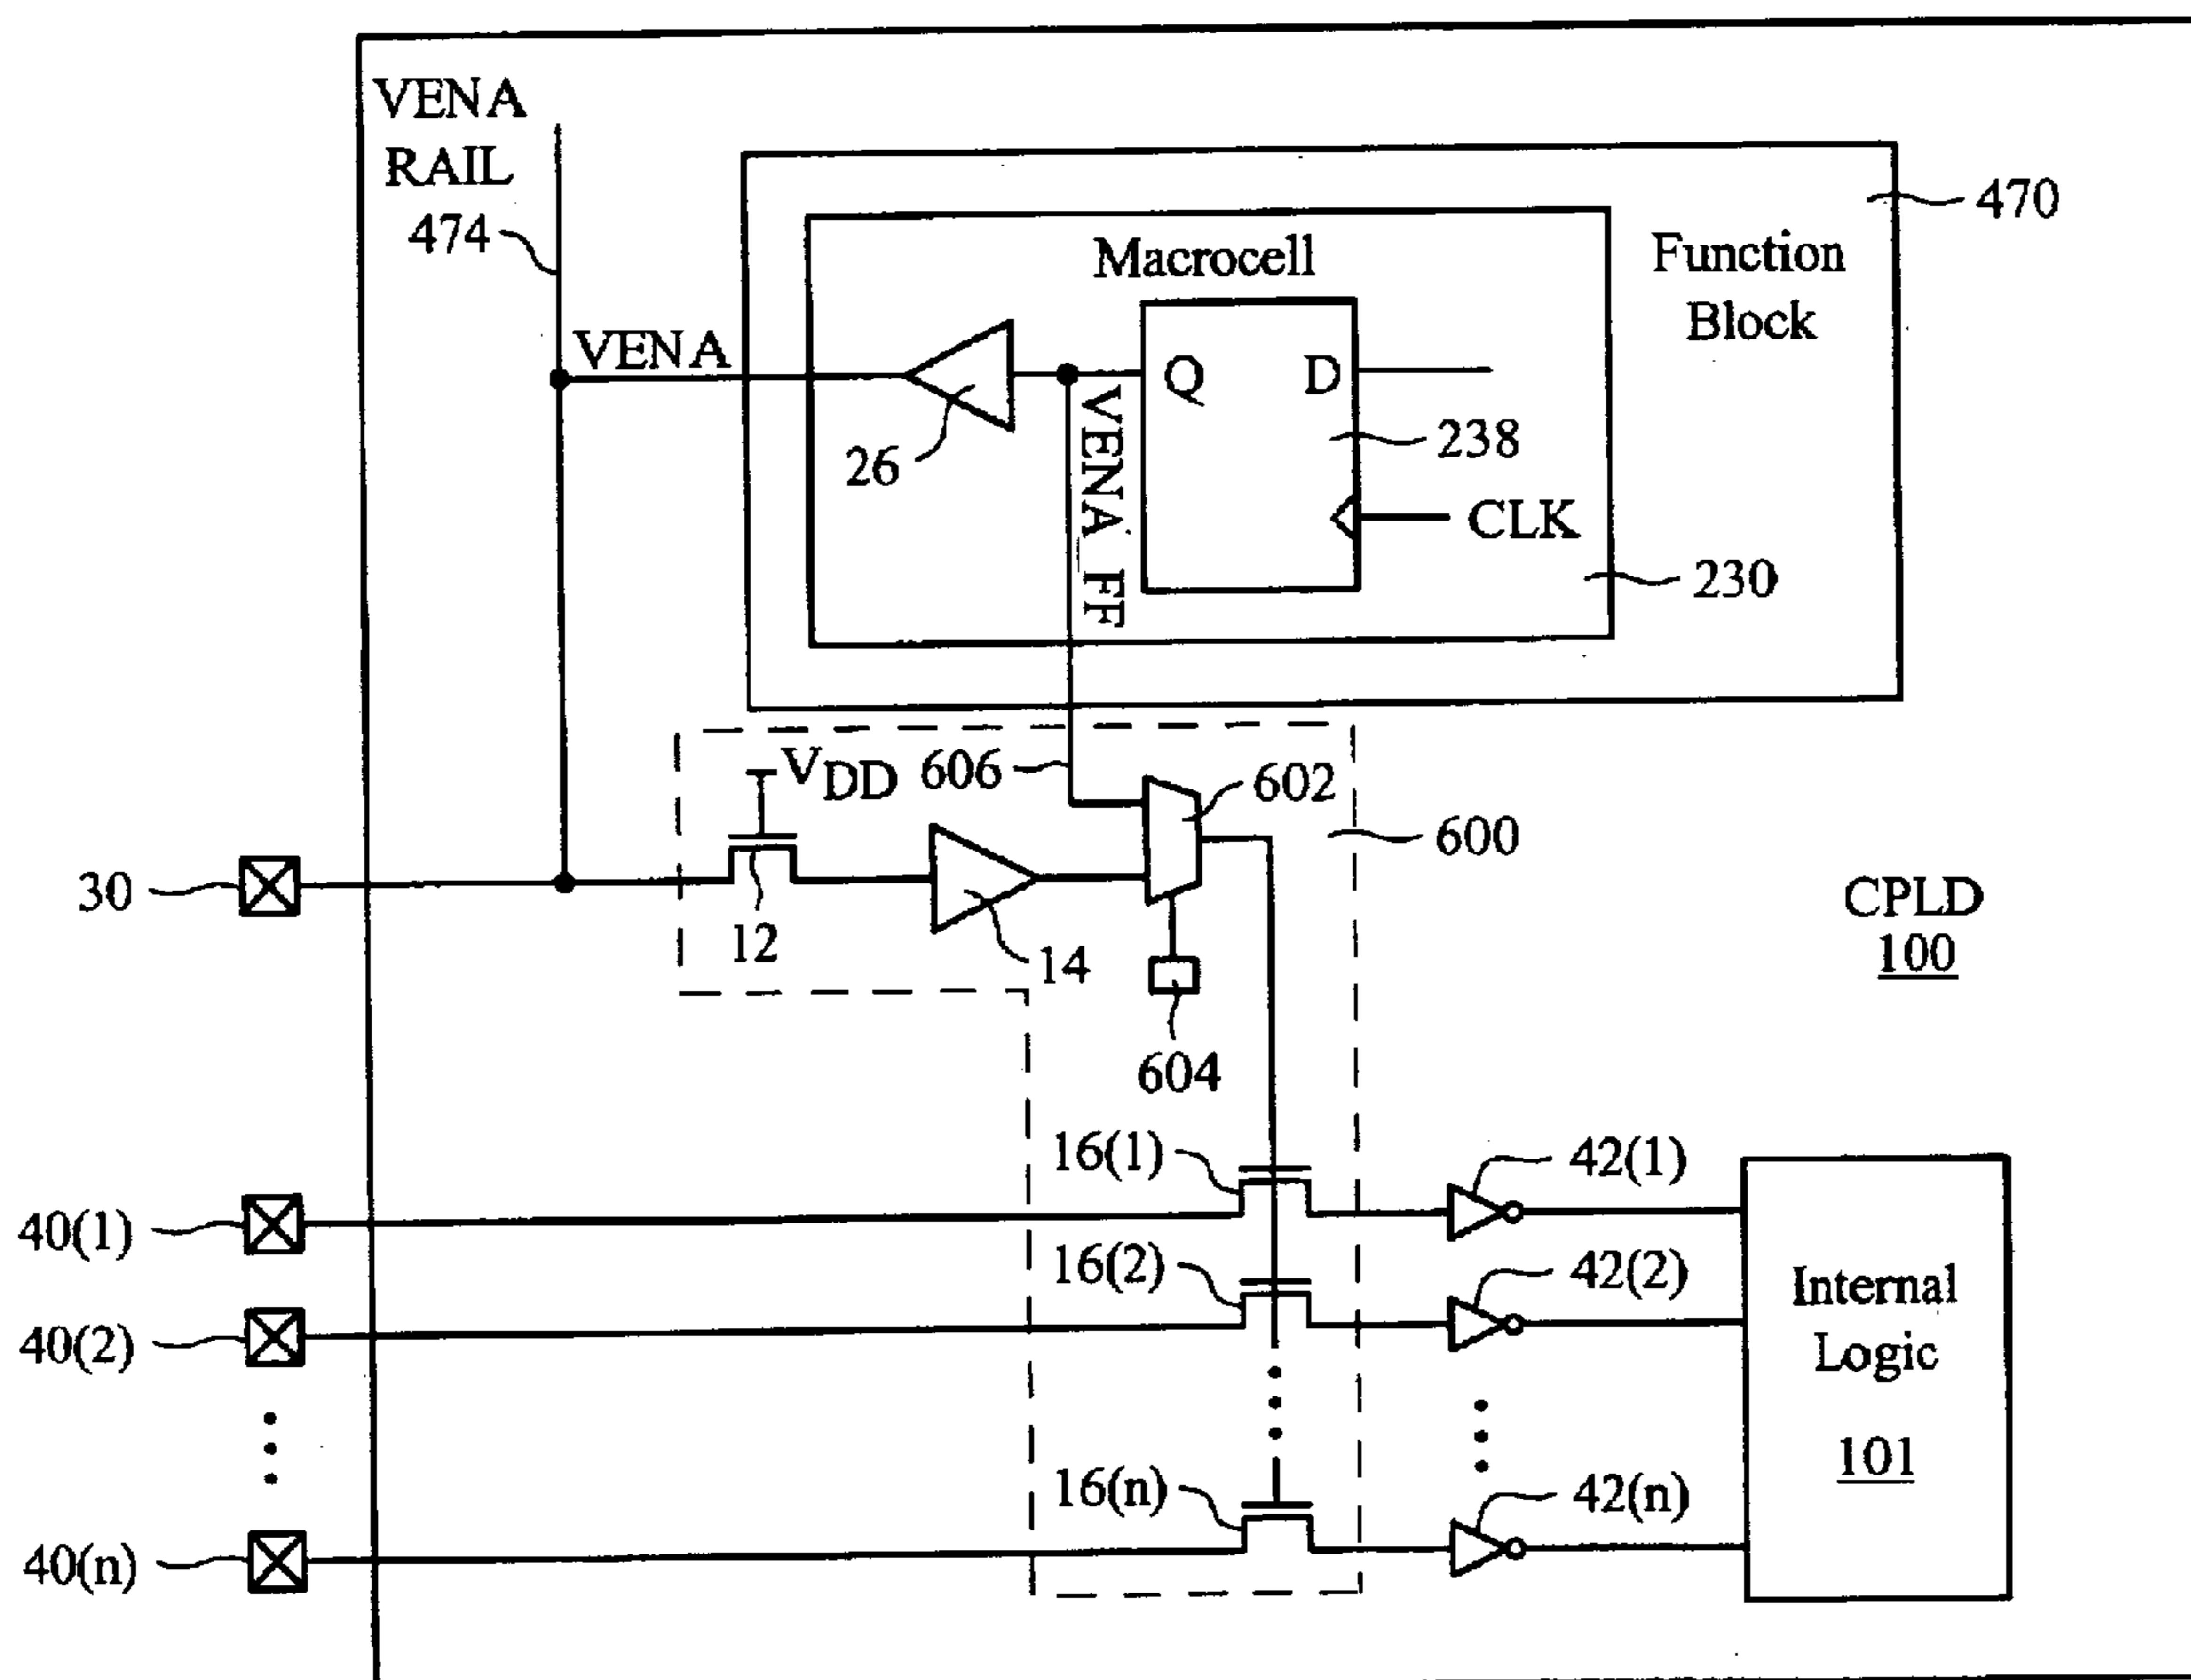 VENA
RAIL
474
VENA
470
Function
Block
Macrocell
Q
D
26
238
CLK
VENA_FF
230
VDD
606
602
600
30
12
14
604
CPLD
100
16(1)
42(1)
40(1)
16(2)
42(2)
40(2)
Internal
Logic
101
16(n)
42(n)
40(n)